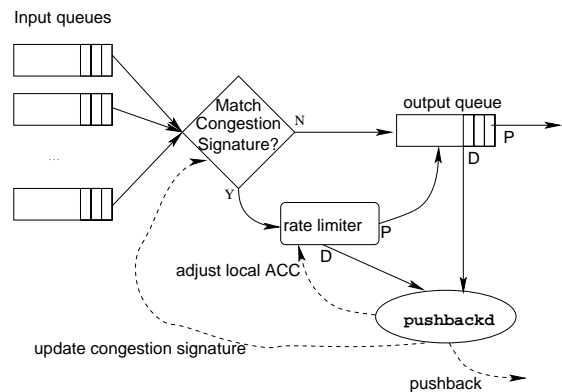 Input queues
Match
Congestion
Signature?
N
output queue
P
D
...
Y
rate limiter
P
D
adjust local ACC
pushbackd
update congestion signature
pushback